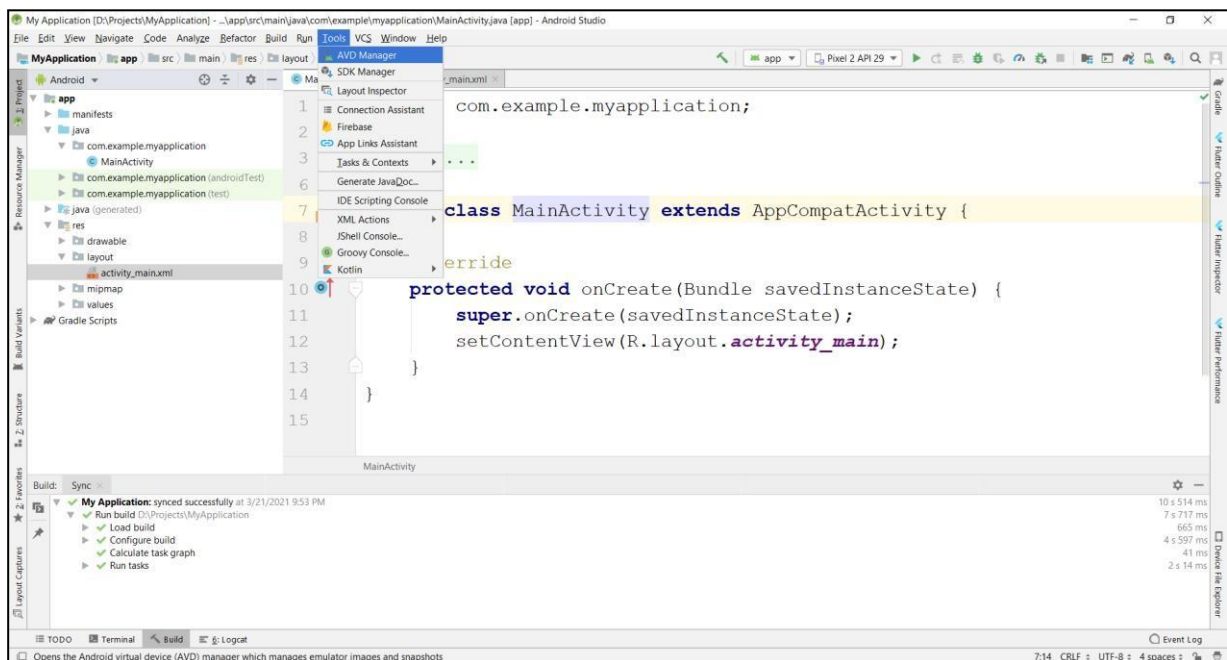 My Application [D:\Projects\MyApplication] - ...\app\src\main\java\com\example\myapplication\MainActivity.java [app] - Android Studio
File Edit View Navigate Code Analyze Refactor Build Run Tools VCS Window Help
MyApplication app src main res layout
app Pixel 2 API 29
AVD Manager
SDK Manager
Layout Inspector
Connection Assistant
Firebase
App Links Assistant
Tasks & Contexts
Generate JavaDoc...
IDE Scripting Console
XML Actions
JShell Console...
Groovy Console...
Kotlin
1: Project
Resource Manager
Build Variants
Z: Structure
2: Favorites
Layout Captures
Android
app
manifests
java
com.example.myapplication
MainActivity
com.example.myapplication (androidTest)
com.example.myapplication (test)
java (generated)
res
drawable
layout
activity_main.xml
mipmap
values
Gradle Scripts
Ma
_main.xml
1 com.example.myapplication;
2
3 ...
6
7 class MainActivity extends AppCompatActivity {
8
9 erride
10 protected void onCreate(Bundle savedInstanceState) {
11 super.onCreate(savedInstanceState);
12 setContentView(R.layout.activity_main);
13 }
14 }
15
MainActivity
Gradle
Flutter Outline
Flutter Inspector
Flutter Performance
Device File Explorer
Build: Sync
My Application: synced successfully at 3/21/2021 9:53 PM 10 s 514 ms
Run build D:\Projects\MyApplication 7 s 717 ms
Load build 665 ms
Configure build 4 s 597 ms
Calculate task graph 41 ms
Run tasks 2 s 14 ms
TODO Terminal Build 6: Logcat Event Log
Opens the Android virtual device (AVD) manager which manages emulator images and snapshots 7:14 CRLF UTF-8 4 spaces